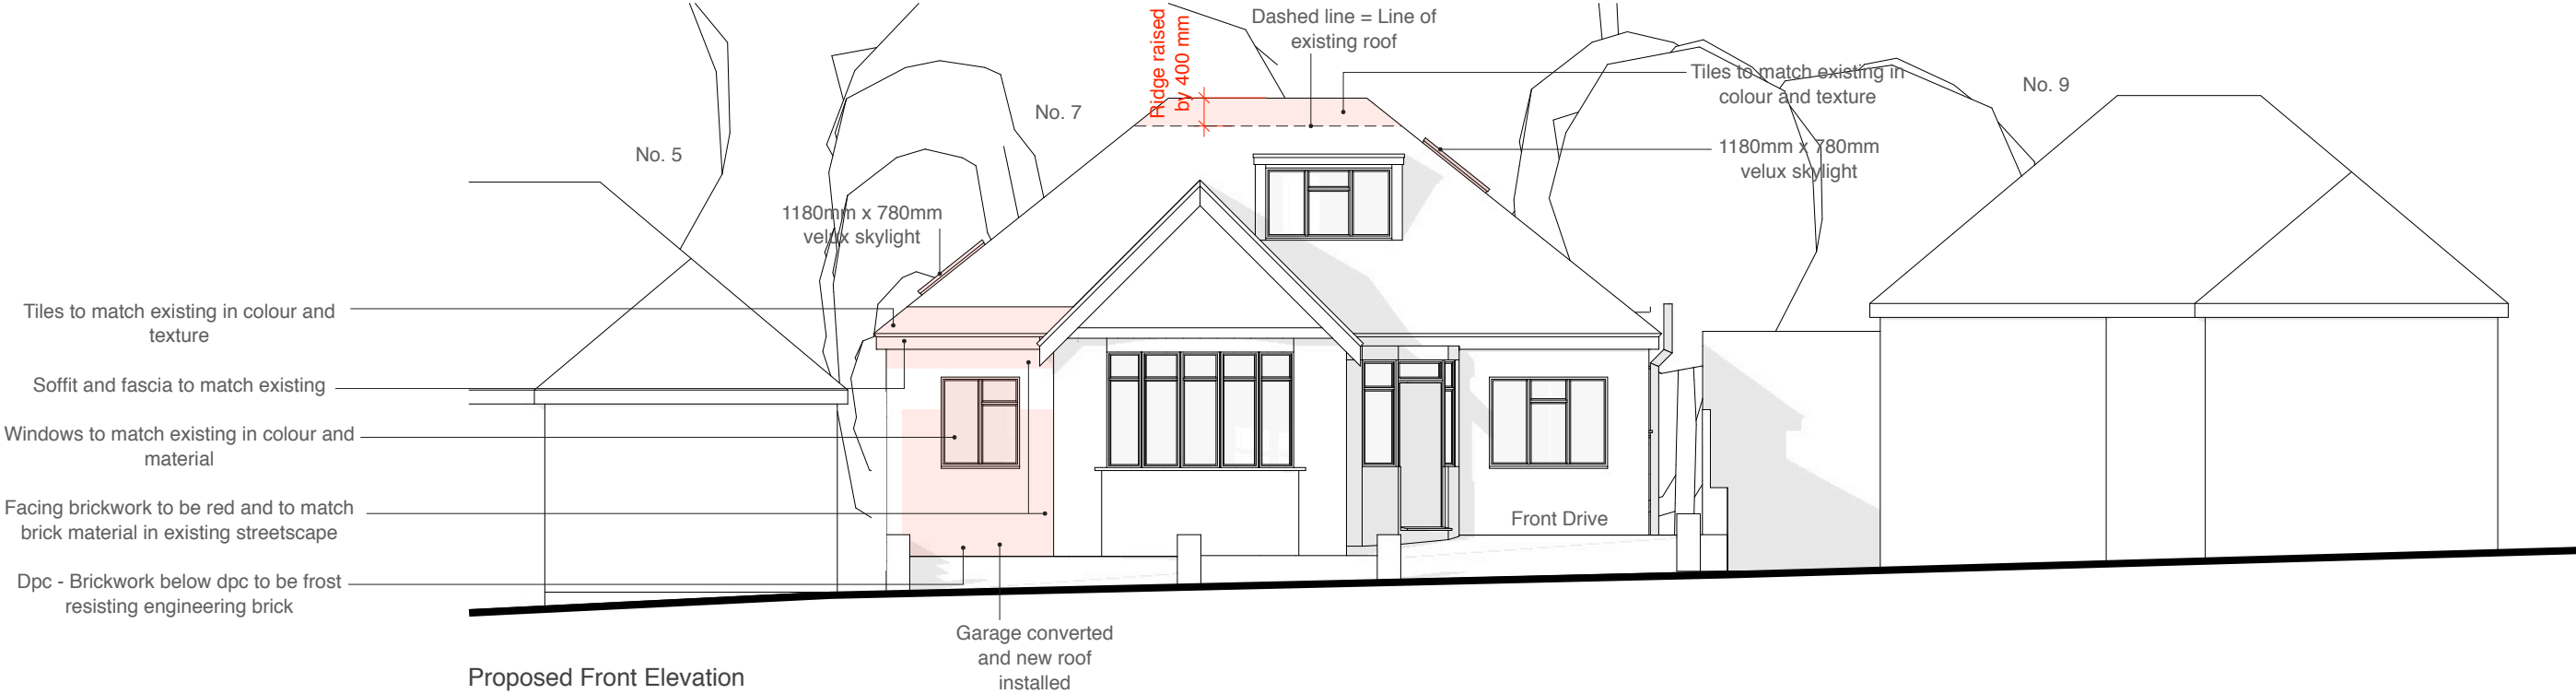 Ridge raised
by 400 mm
Dashed line = Line of
existing roof
Tiles to match existing in
colour and texture
No. 9
No. 7
No. 5
1180mm x 780mm
velux skylight
1180mm x 780mm
velux skylight
Tiles to match existing in colour and
texture
Soffit and fascia to match existing
Windows to match existing in colour and
material
Facing brickwork to be red and to match
brick material in existing streetscape
Front Drive
Dpc - Brickwork below dpc to be frost
resisting engineering brick
Garage converted
and new roof
installed
Proposed Front Elevation